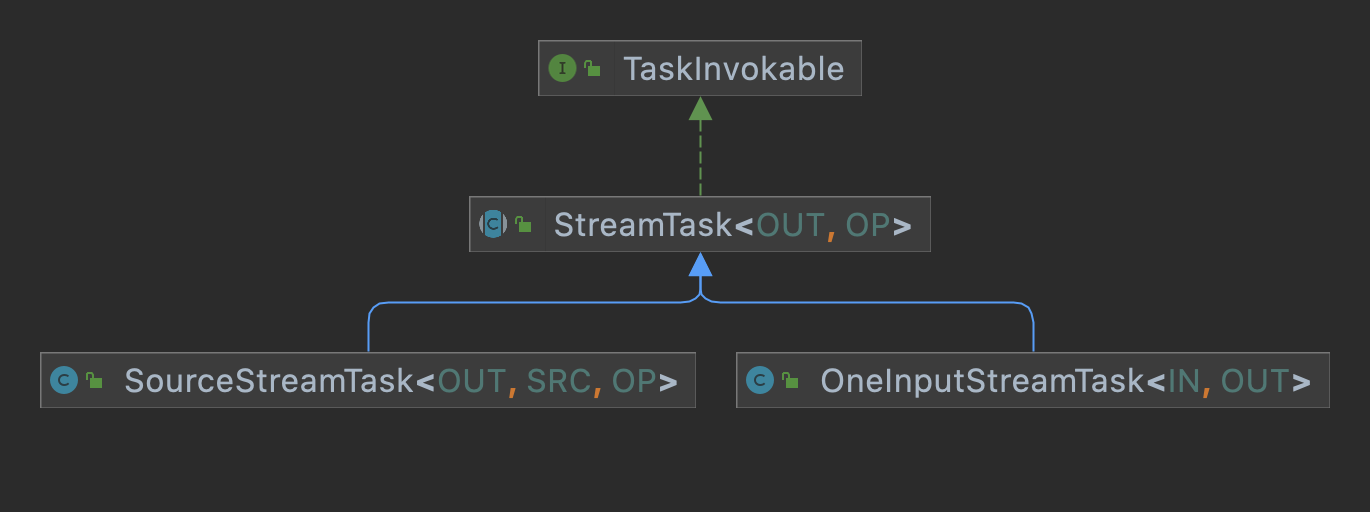 I TaskInvokable
C StreamTask<OUT, OP>
C SourceStreamTask<OUT, SRC, OP>
C OneInputStreamTask<IN, OUT>